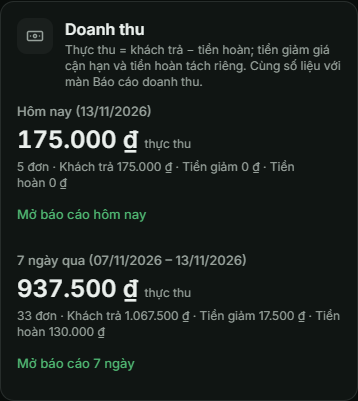 Doanh thu
Thực thu = khách trả − tiền hoàn; tiền giảm giá
cận hạn và tiền hoàn tách riêng. Cùng số liệu với
màn Báo cáo doanh thu.
Hôm nay (13/11/2026)
175.000 ₫ thực thu
5 đơn · Khách trả 175.000 ₫ · Tiền giảm 0 ₫ · Tiền
hoàn 0 ₫
Mở báo cáo hôm nay
7 ngày qua (07/11/2026 – 13/11/2026)
937.500 ₫ thực thu
33 đơn · Khách trả 1.067.500 ₫ · Tiền giảm 17.500 ₫ · Tiền
hoàn 130.000 ₫
Mở báo cáo 7 ngày